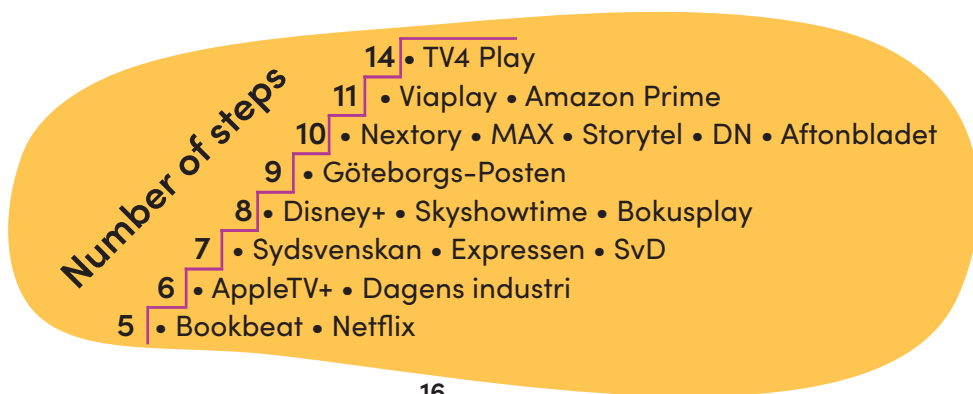 Number of steps
14 • TV4 Play
11 • Viaplay • Amazon Prime
10 • Nextory • MAX • Storytel • DN • Aftonbladet
9 • Göteborgs-Posten
8 • Disney+ • Skyshowtime • Bokusplay
7 • Sydsvenskan • Expressen • SvD
6 • AppleTV+ • Dagens industri
5 • Bookbeat • Netflix
16